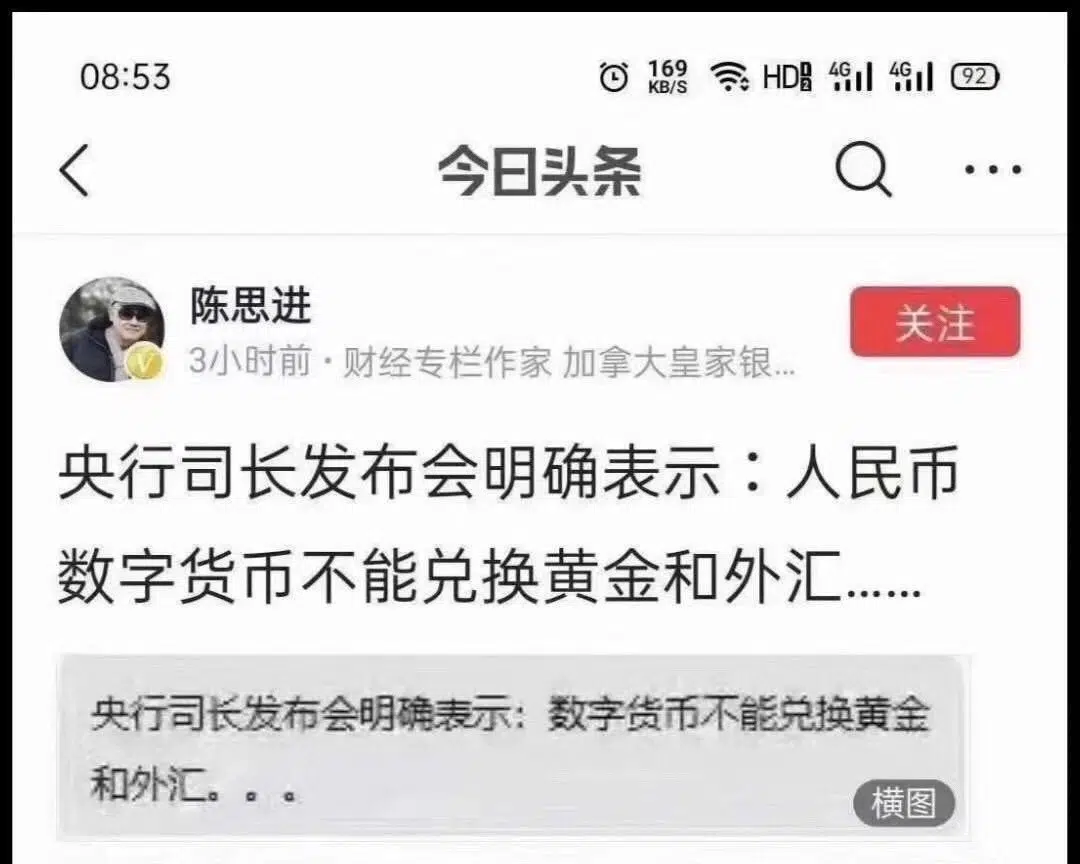 08:53 169 KB/S HD 1 2 4G 4G 92
今日头条
陈思进
关注
3小时前 · 财经专栏作家 加拿大皇家银...
央行司长发布会明确表示：人民币
数字货币不能兑换黄金和外汇......
央行司长发布会明确表示：数字货币不能兑换黄金
和外汇。。。
横图